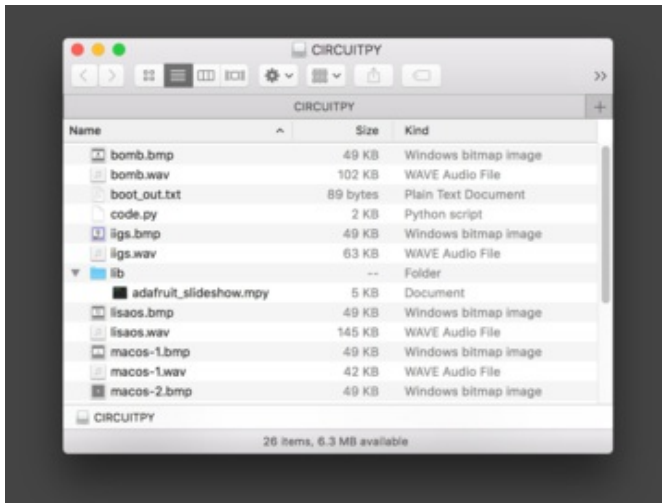 CIRCUITPY
CIRCUITPY
Name Size Kind
bomb.bmp 49 KB Windows bitmap image
bomb.wav 102 KB WAVE Audio File
boot_out.txt 89 bytes Plain Text Document
code.py 2 KB Python script
iigs.bmp 49 KB Windows bitmap image
iigs.wav 63 KB WAVE Audio File
lib -- Folder
adafruit_slideshow.mpy 5 KB Document
lisaos.bmp 49 KB Windows bitmap image
lisaos.wav 145 KB WAVE Audio File
macos-1.bmp 49 KB Windows bitmap image
macos-1.wav 42 KB WAVE Audio File
macos-2.bmp 49 KB Windows bitmap image
CIRCUITPY
26 items, 6.3 MB available